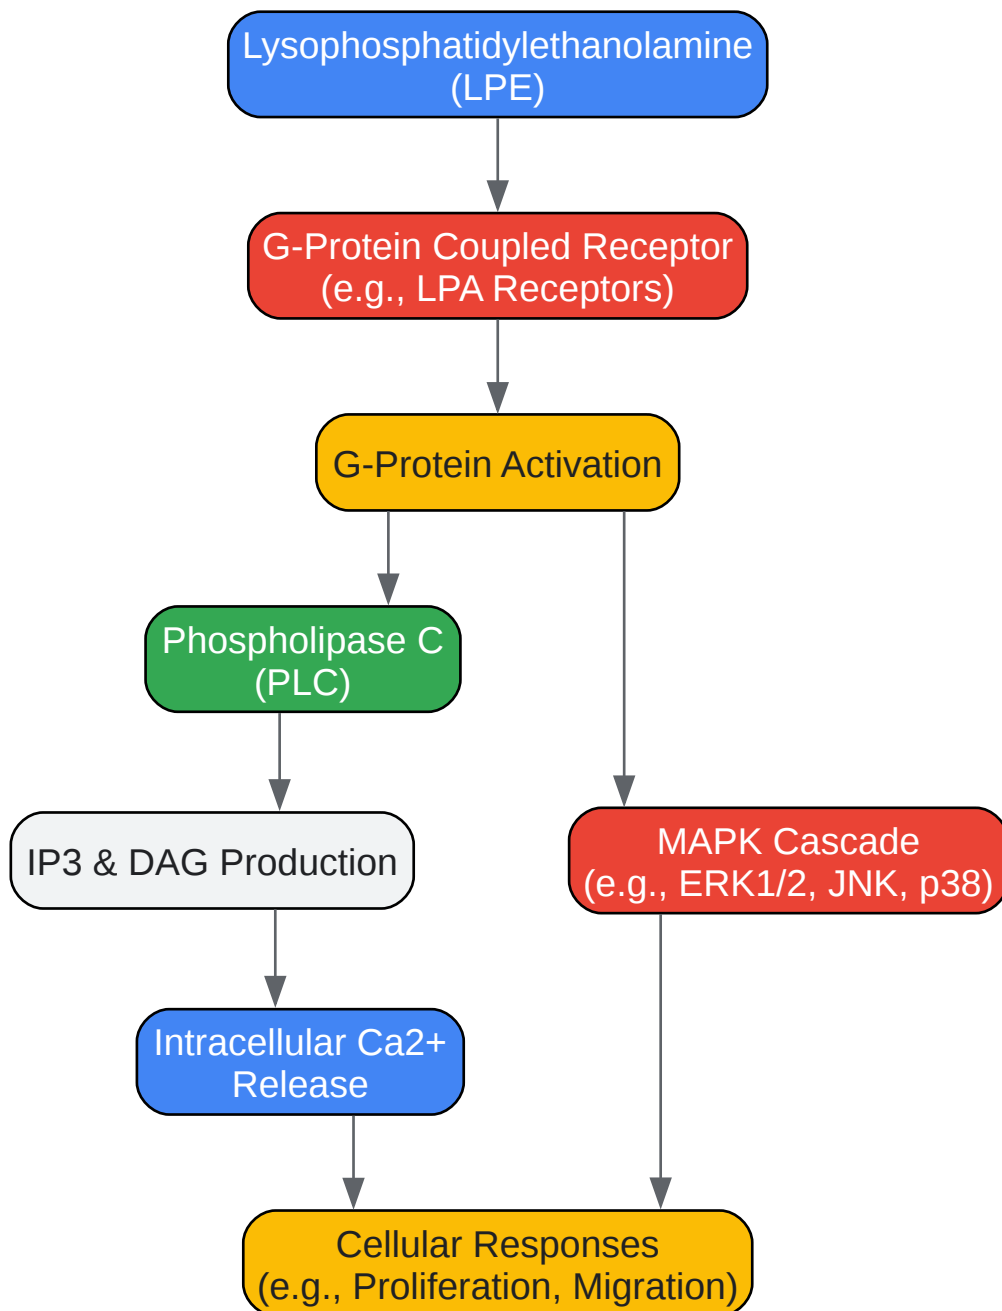 Lysophosphatidylethanolamine
(LPE)
G-Protein Coupled Receptor
(e.g., LPA Receptors)
G-Protein Activation
Phospholipase C
(PLC)
IP3 & DAG Production
MAPK Cascade
(e.g., ERK1/2, JNK, p38)
Intracellular Ca2+
Release
Cellular Responses
(e.g., Proliferation, Migration)